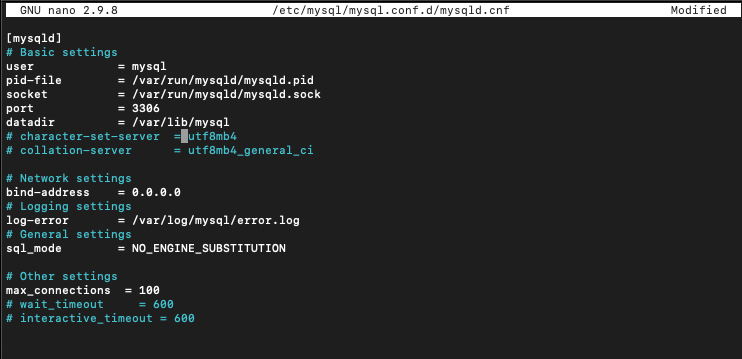 GNU nano 2.9.8 /etc/mysql/mysql.conf.d/mysqld.cnf Modified
[mysqld]
# Basic settings
user = mysql
pid-file = /var/run/mysqld/mysqld.pid
socket = /var/run/mysqld/mysqld.sock
port = 3306
datadir = /var/lib/mysql
# character-set-server = utf8mb4
# collation-server = utf8mb4_general_ci
# Network settings
bind-address = 0.0.0.0
# Logging settings
log-error = /var/log/mysql/error.log
# General settings
sql_mode = NO_ENGINE_SUBSTITUTION
# Other settings
max_connections = 100
# wait_timeout = 600
# interactive_timeout = 600